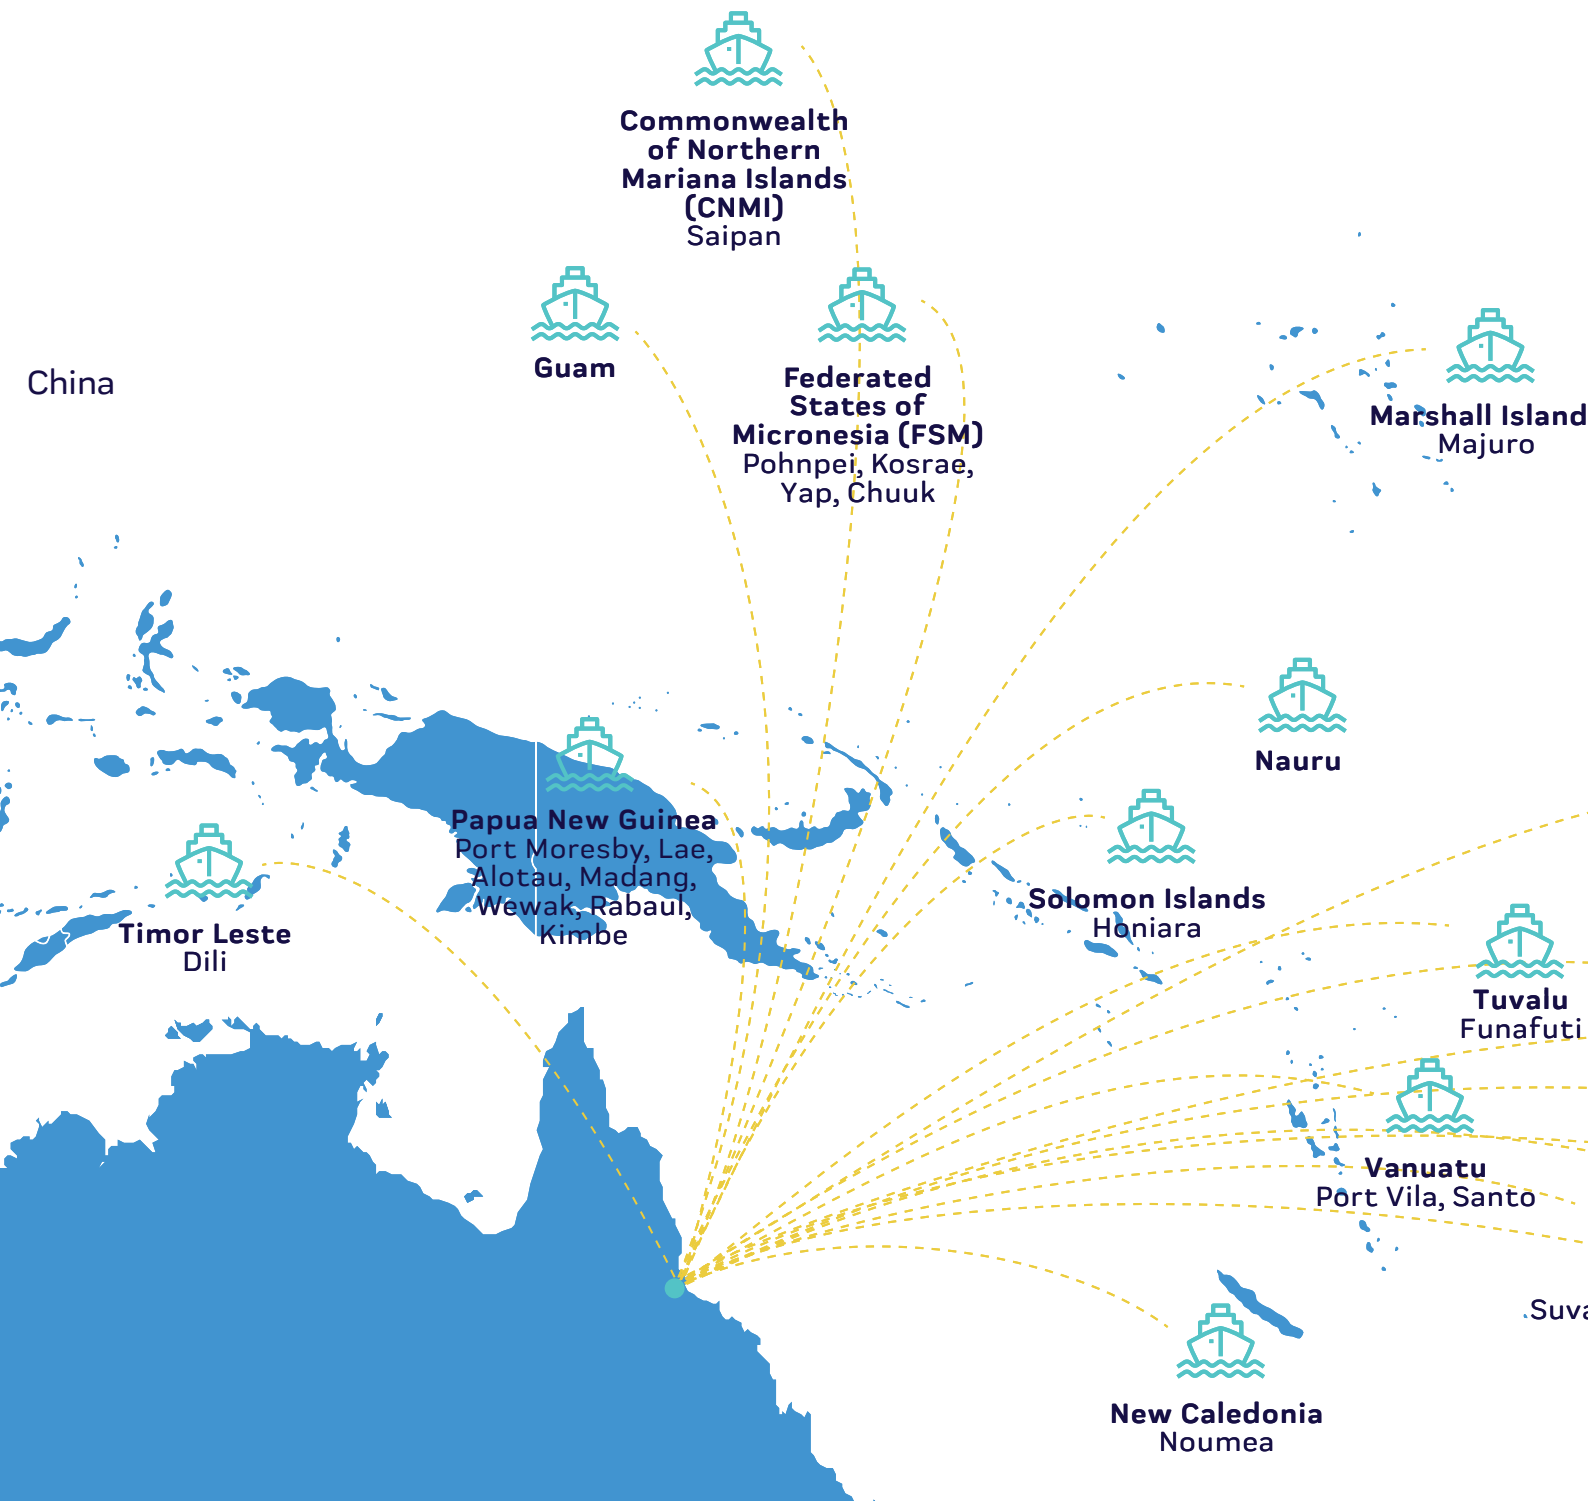 Commonwealth
of Northern
Mariana Islands
(CNMI)
Saipan
Guam
Federated
States of
Micronesia (FSM)
Pohnpei, Kosrae,
Yap, Chuuk
China
Marshall Island
Majuro
Nauru
Papua New Guinea
Port Moresby, Lae,
Alotau, Madang,
Wewak, Rabaul,
Kimbe
Solomon Islands
Honiara
Timor Leste
Dili
Tuvalu
Funafuti
Vanuatu
Port Vila, Santo
Suva
New Caledonia
Noumea